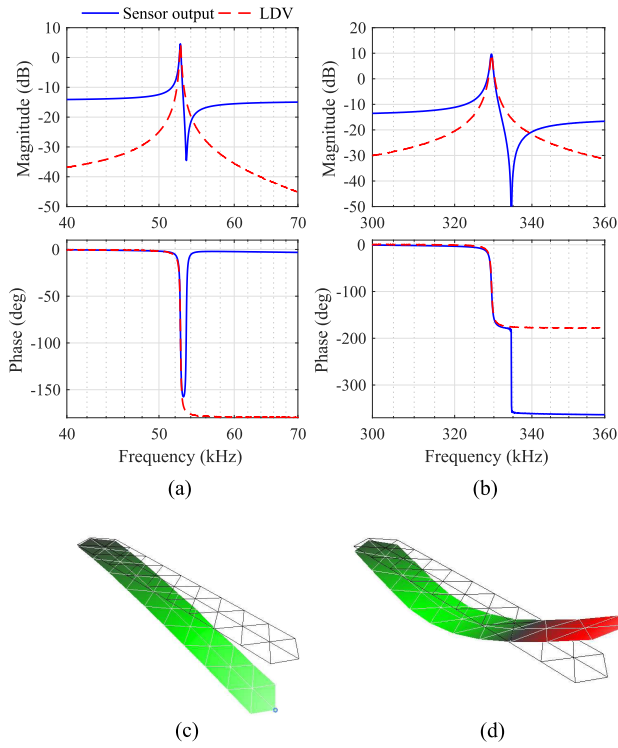 Sensor output LDV
10
0
-10
-20
-30
-40
-50
Magnitude (dB)
40 50 60 70
20
10
0
-10
-20
-30
-40
-50
Magnitude (dB)
300 320 340 360
0
-50
-100
-150
Phase (deg)
40 50 60 70
Frequency (kHz)
(a)
0
-100
-200
-300
Phase (deg)
300 320 340 360
Frequency (kHz)
(b)
(c)
(d)